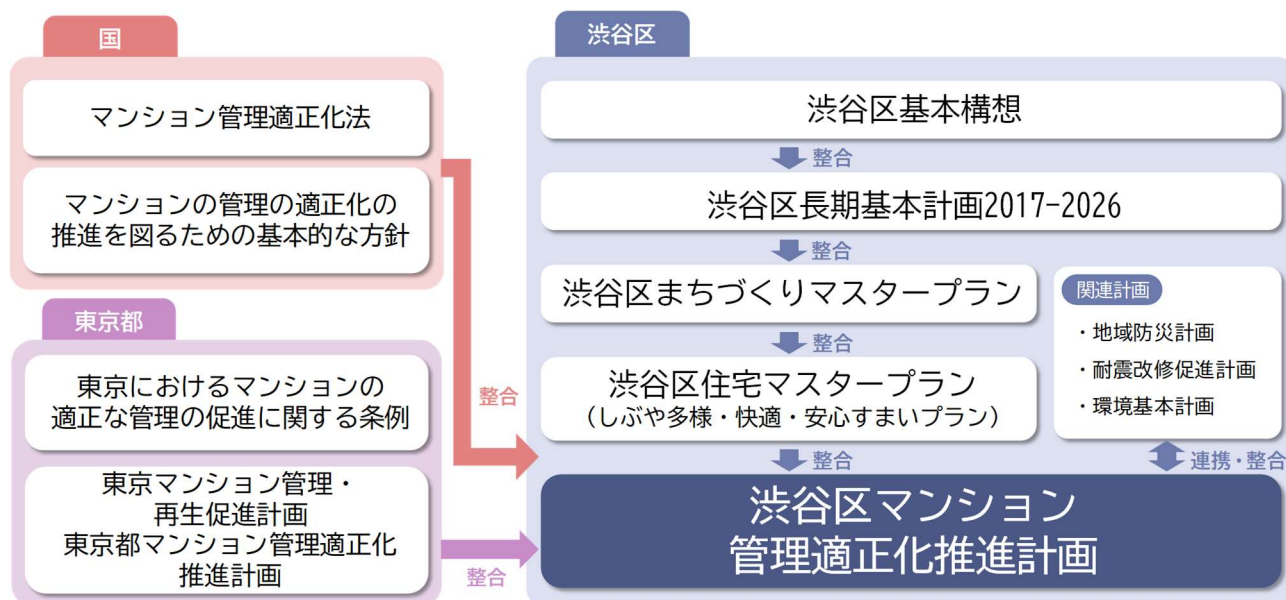 国
マンション管理適正化法
マンションの管理の適正化の
推進を図るための基本的な方針
東京都
東京におけるマンションの
適正な管理の促進に関する条例
東京マンション管理・
再生促進計画
東京都マンション管理適正化
推進計画
整合
整合
渋谷区
渋谷区基本構想
整合
渋谷区長期基本計画2017-2026
整合
渋谷区まちづくりマスタープラン
整合
渋谷区住宅マスタープラン
（しぶや多様・快適・安心すまいプラン）
整合
関連計画
・地域防災計画
・耐震改修促進計画
・環境基本計画
連携・整合
渋谷区マンション
管理適正化推進計画